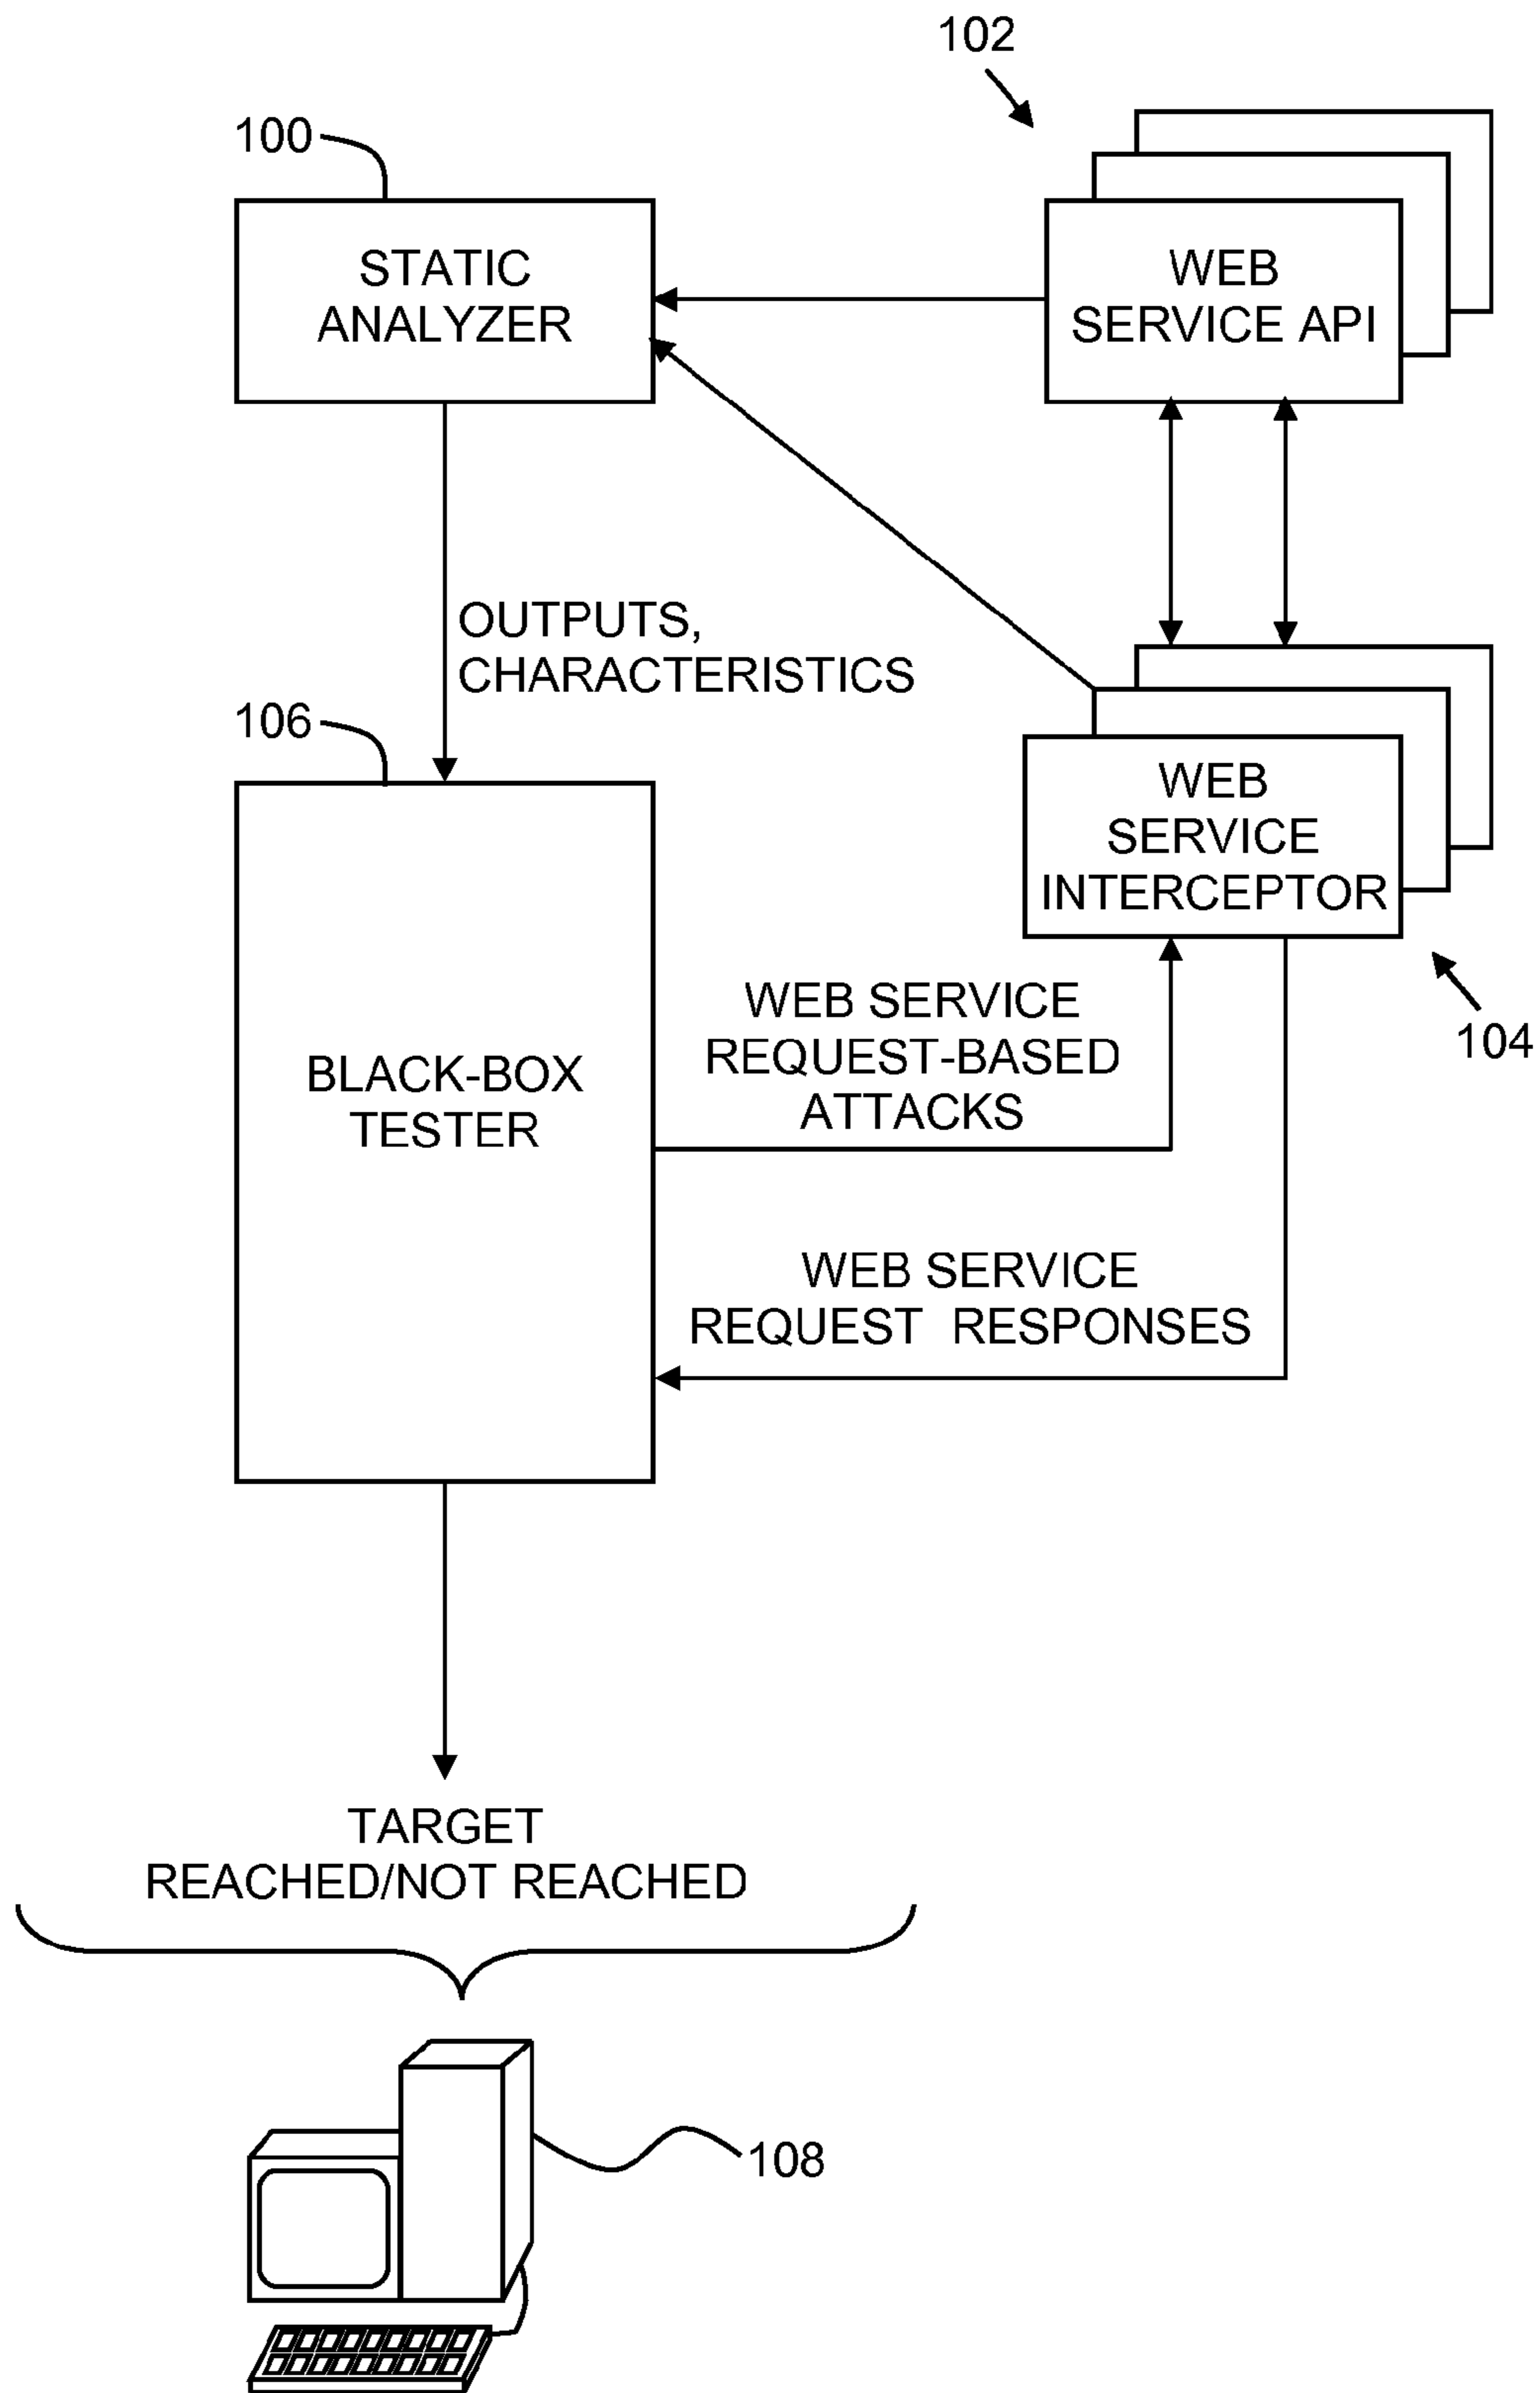 102
100
STATIC
ANALYZER
WEB
SERVICE API
OUTPUTS,
CHARACTERISTICS
106
WEB
SERVICE
INTERCEPTOR
104
BLACK-BOX
TESTER
WEB SERVICE
REQUEST-BASED
ATTACKS
WEB SERVICE
REQUEST RESPONSES
TARGET
REACHED/NOT REACHED
108